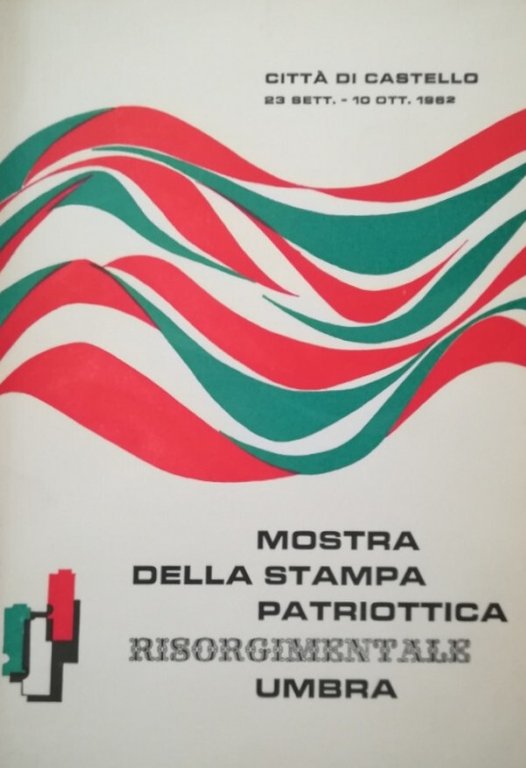 CITTÀ DI CASTELLO
23 SETT. - 10 OTT. 1962
MOSTRA
DELLA STAMPA
PATRIOTTICA
RISORGIMENTALE
UMBRA